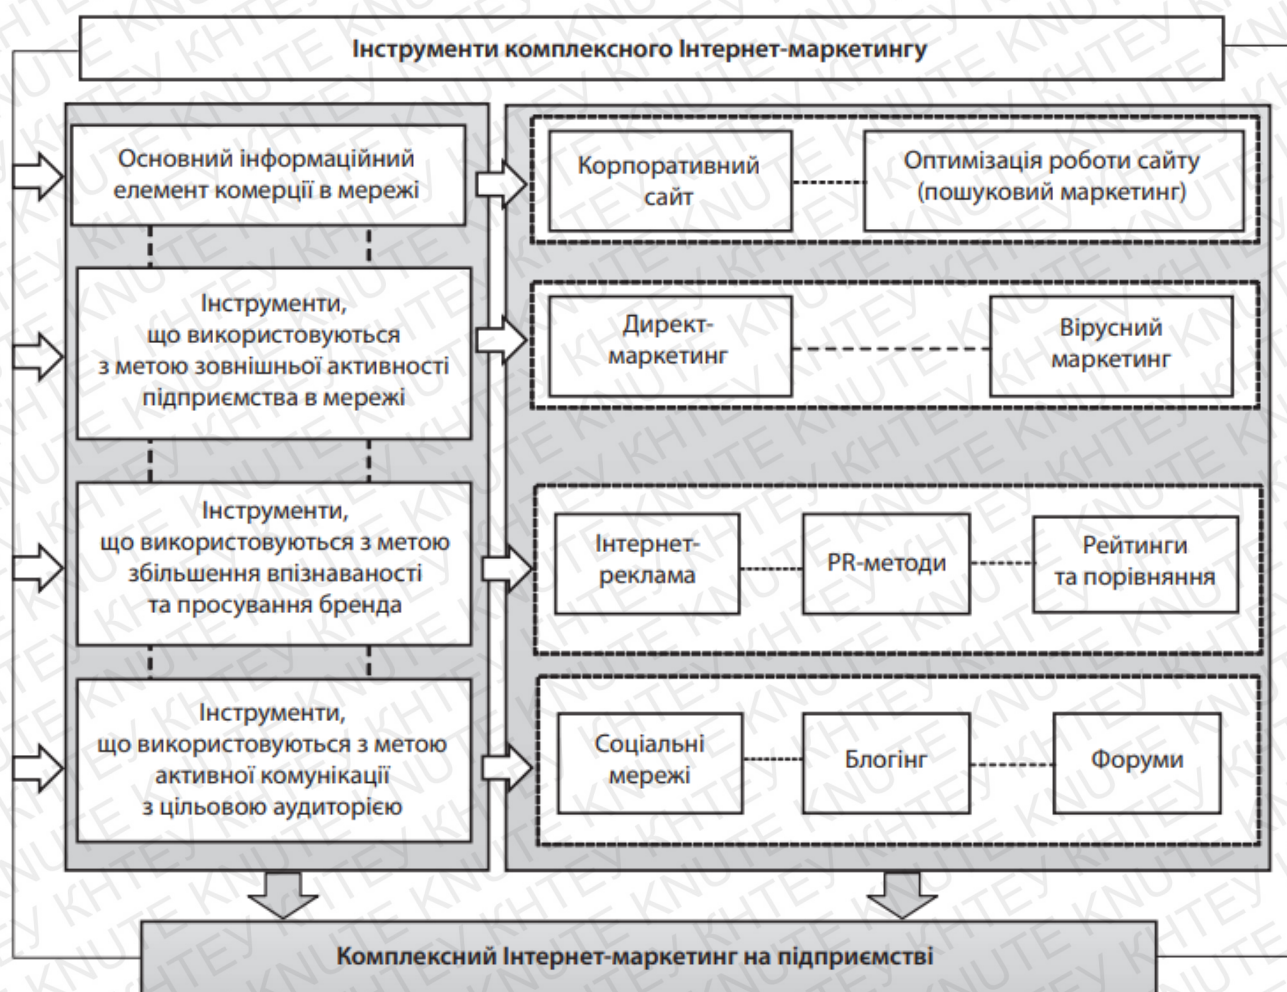 Інструменти комплексного Інтернет-маркетингу
Основний інформаційний
елемент комерції в мережі
Корпоративний
сайт
Оптимізація роботи сайту
(пошуковий маркетинг)
Інструменти,
що використовуються
з метою зовнішньої активності
підприємства в мережі
Директ-
маркетинг
Вірусний
маркетинг
Інструменти,
що використовуються з метою
збільшення впізнаваності
та просування бренда
Інтернет-
реклама
PR-методи
Рейтинги
та порівняння
Інструменти,
що використовуються з метою
активної комунікації
з цільовою аудиторією
Соціальні
мережі
Блогінг
Форуми
Комплексний Інтернет-маркетинг на підприємстві